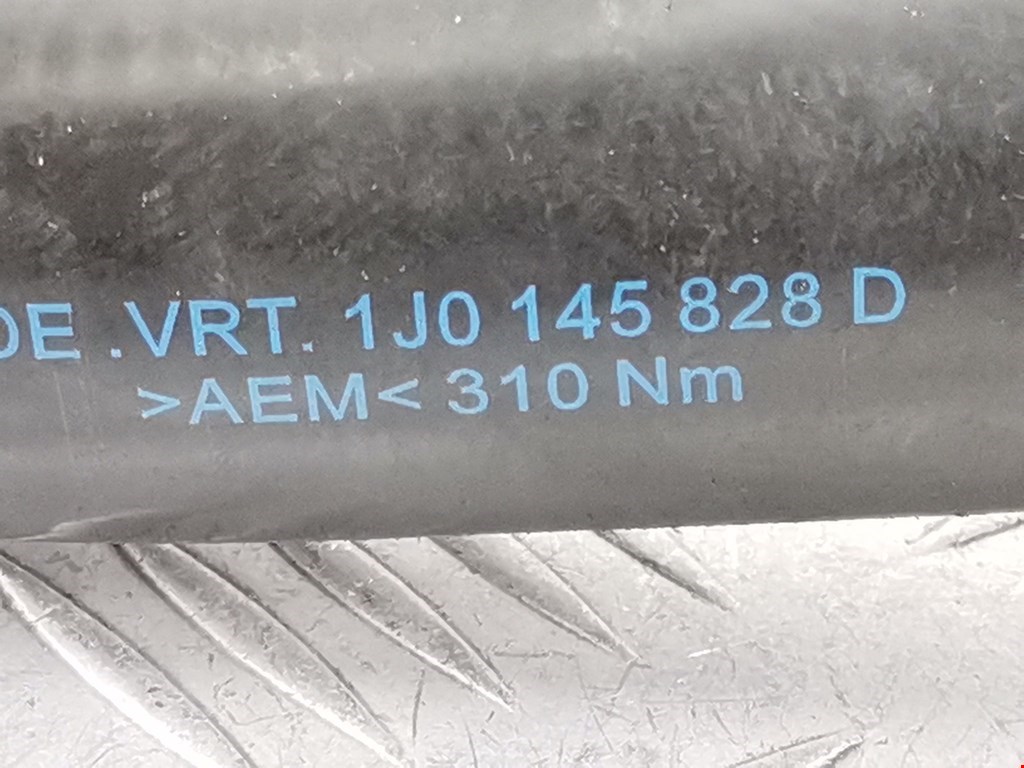 DE .VRT. 1J0 145 828 D
>AEM< 310 Nm